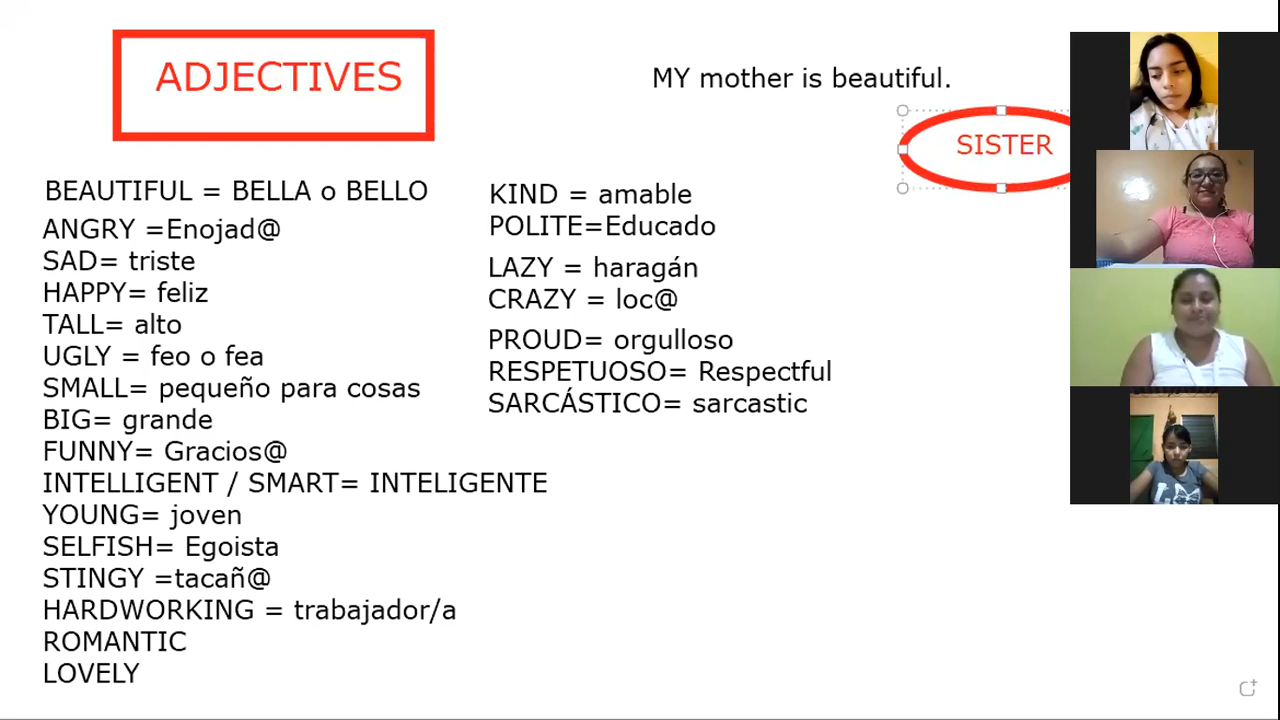 ADJECTIVES
MY mother is beautiful.
SISTER
BEAUTIFUL = BELLA o BELLO
ANGRY =Enojad@
SAD= triste
HAPPY= feliz
TALL= alto
UGLY = feo o fea
SMALL= pequeño para cosas
BIG= grande
FUNNY= Gracios@
INTELLIGENT / SMART= INTELIGENTE
YOUNG= joven
SELFISH= Egoista
STINGY =tacañ@
HARDWORKING = trabajador/a
ROMANTIC
LOVELY
KIND = amable
POLITE=Educado
LAZY = haragán
CRAZY = loc@
PROUD= orgulloso
RESPETUOSO= Respectful
SARCÁSTICO= sarcastic